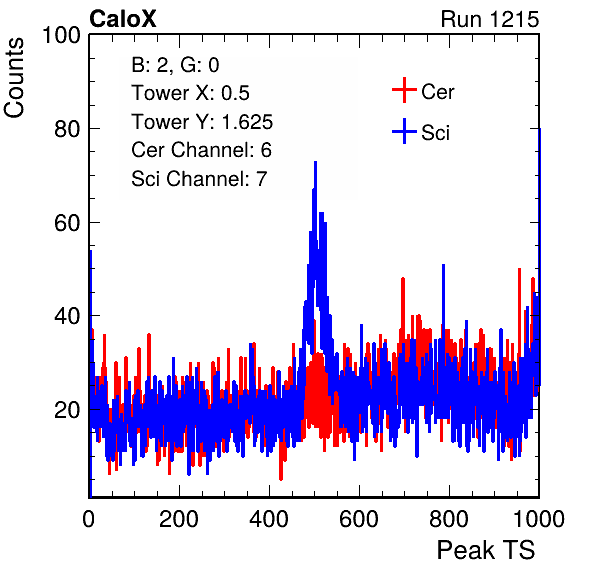 CaloX Run 1215
Counts
100
80
60
40
20
B: 2, G: 0
Tower X: 0.5
Tower Y: 1.625
Cer Channel: 6
Sci Channel: 7
Cer
Sci
0 200 400 600 800 1000
Peak TS